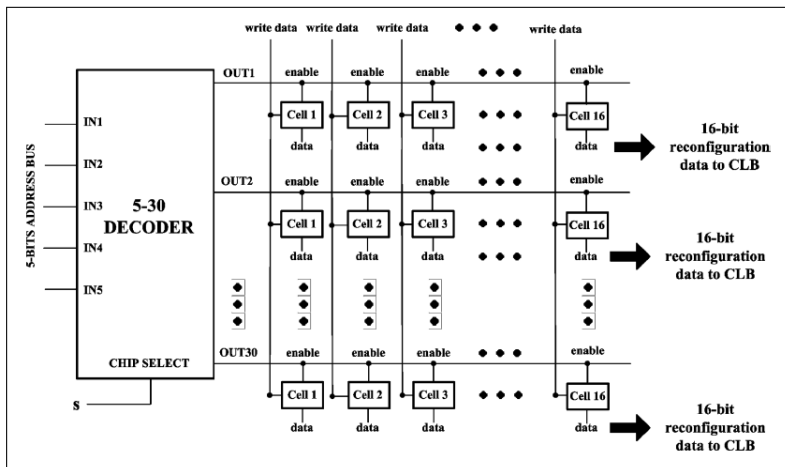 write data write data write data write data
OUT1 enable enable enable enable
IN1
Cell 1 Cell 2 Cell 3 Cell 16
data data data data
16-bit
reconfiguration
data to CLB
IN2
OUT2 enable enable enable enable
5-BITS ADDRESS BUS
IN3
5-30
DECODER
Cell 1 Cell 2 Cell 3 Cell 16
data data data data
16-bit
reconfiguration
data to CLB
IN4
IN5
OUT30 enable enable enable enable
CHIP SELECT
S
Cell 1 Cell 2 Cell 3 Cell 16
data data data data
16-bit
reconfiguration
data to CLB